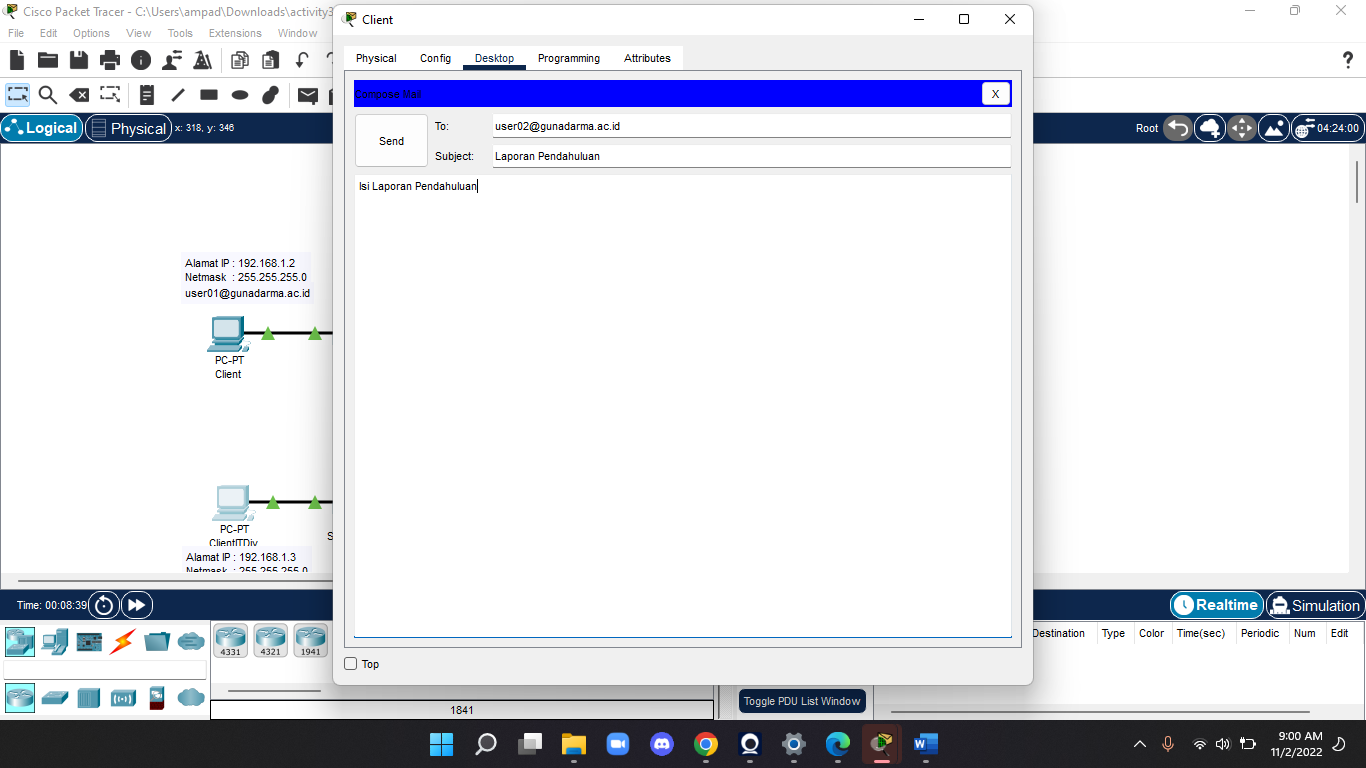 Cisco Packet Tracer - C:\Users\ampad\Downloads\activity3
File Edit Options View Tools Extensions Window
Client
Physical Config Desktop Programming Attributes
Compose Mail
X
Send
To: user02@gunadarma.ac.id
Subject: Laporan Pendahuluan
Isi Laporan Pendahuluan
Top
Logical
Physical
x: 318, y: 346
Root
04:24:00
Alamat IP : 192.168.1.2
Netmask : 255.255.255.0
user01@gunadarma.ac.id
PC-PT
Client
PC-PT
ClientITDiv
S
Alamat IP : 192.168.1.3
Netmask : 255.255.255.0
Time: 00:08:39
Realtime
Simulation
4331 4321 1941
Destination Type Color Time(sec) Periodic Num Edit
Toggle PDU List Window
1841
9:00 AM
11/2/2022